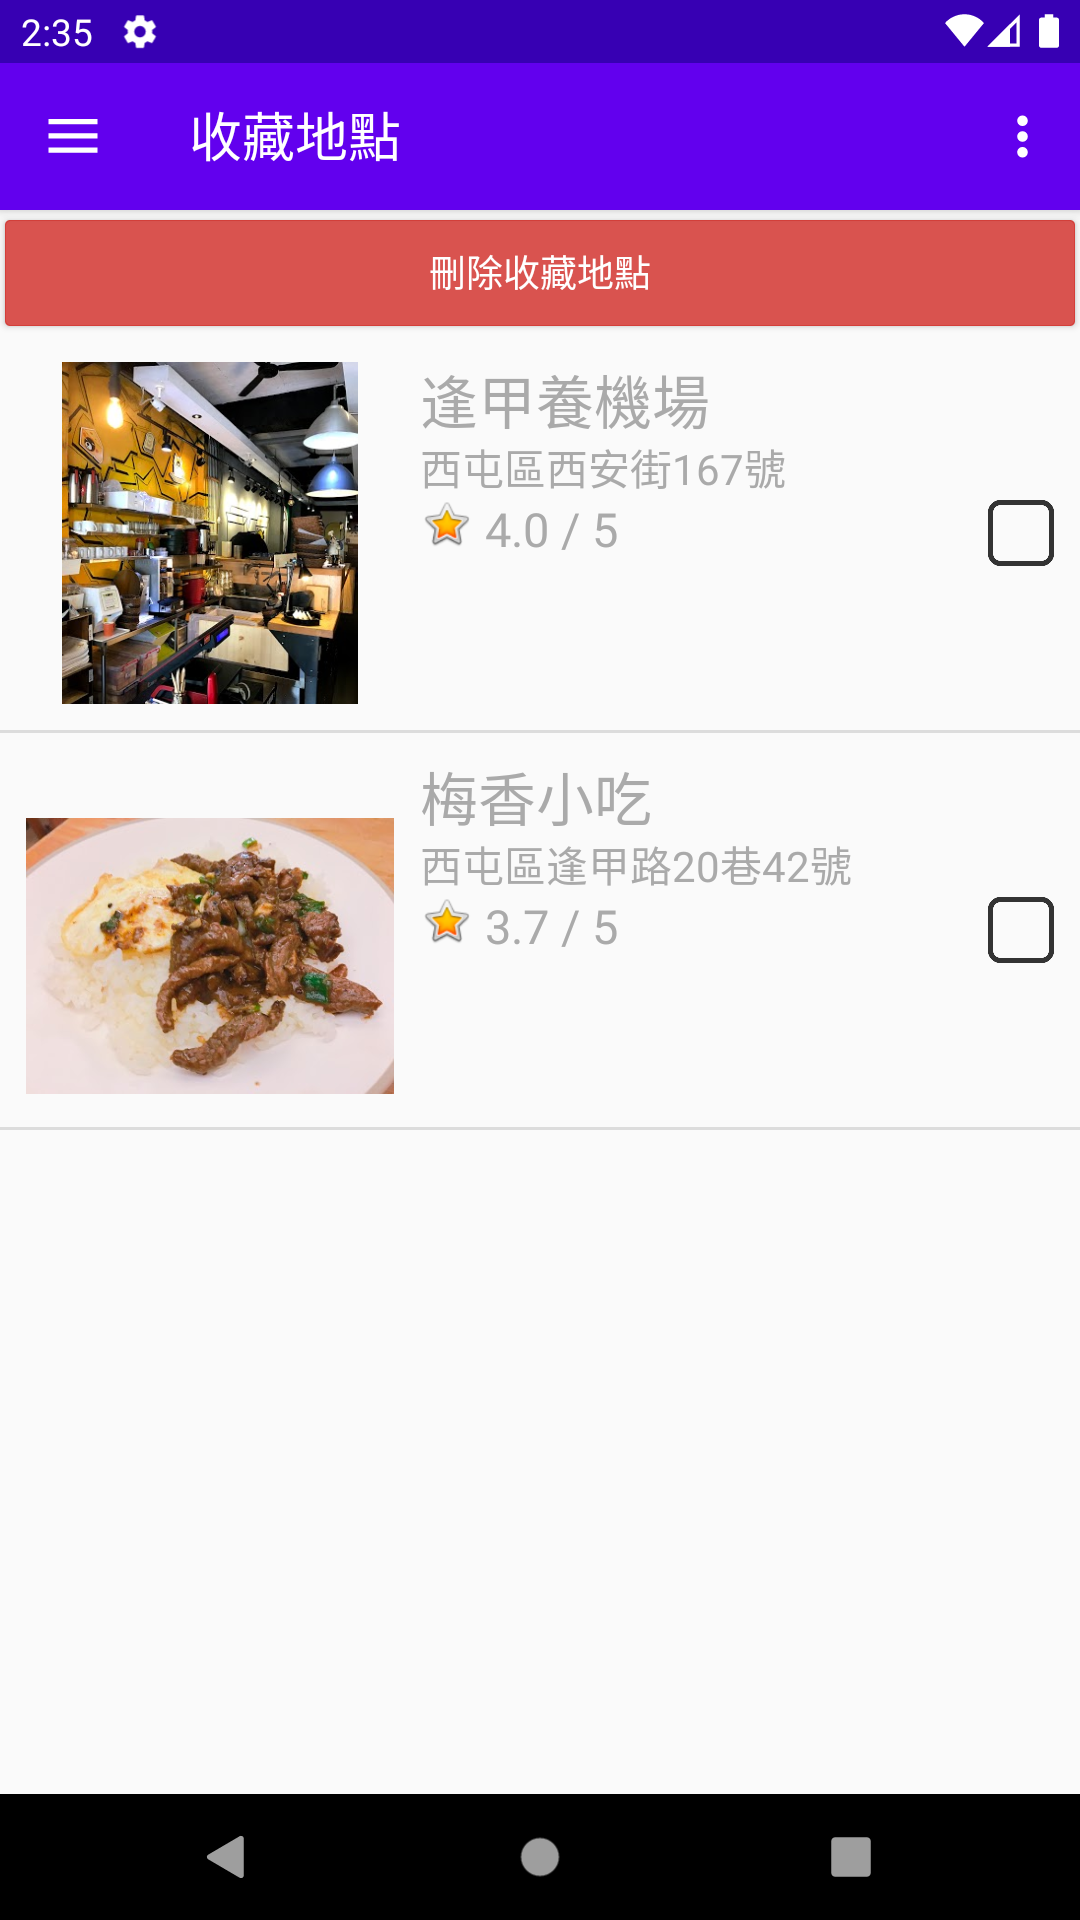 2:35
收藏地點
刪除收藏地點
逢甲養機場
西屯區西安街167號
4.0 / 5
梅香小吃
西屯區逢甲路20巷42號
3.7 / 5